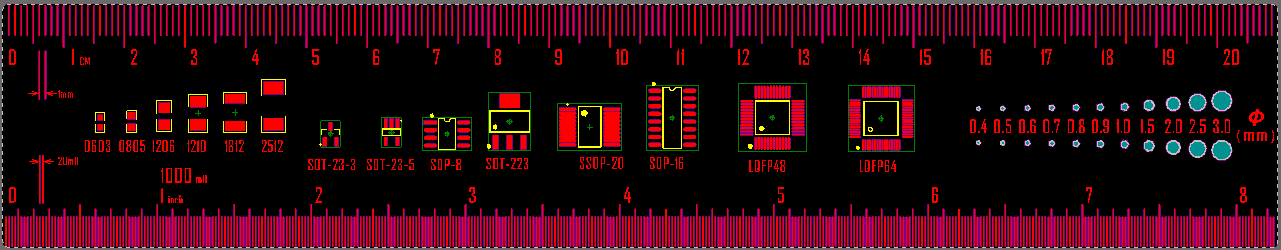 0 1 CM 2 3 4 5 6 7 8 9 10 11 12 13 14 15 16 17 18 19 20
1mm
0.4 0.5 0.6 0.7 0.8 0.9 1.0 1.5 2.0 2.5 3.0 Φ
(mm)
0603 0805 1206 1210 1812 2512
SOT-23-3 SOT-23-5 SOP-8 SOT-223 SSOP-20 SOP-16 LQFP48 LQFP64
20mil
1000 mil
0 1 inch 2 3 4 5 6 7 8